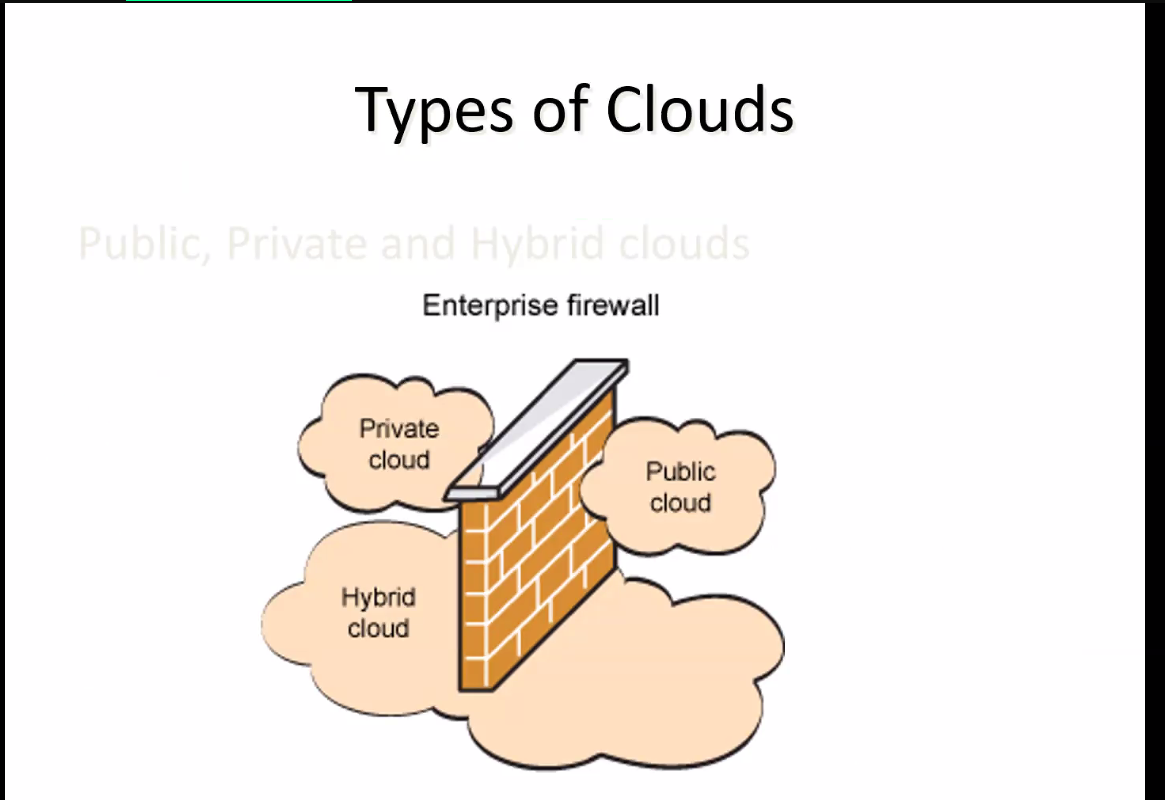 Types of Clouds
Public, Private and Hybrid clouds
Enterprise firewall
Private
cloud
Public
cloud
Hybrid
cloud